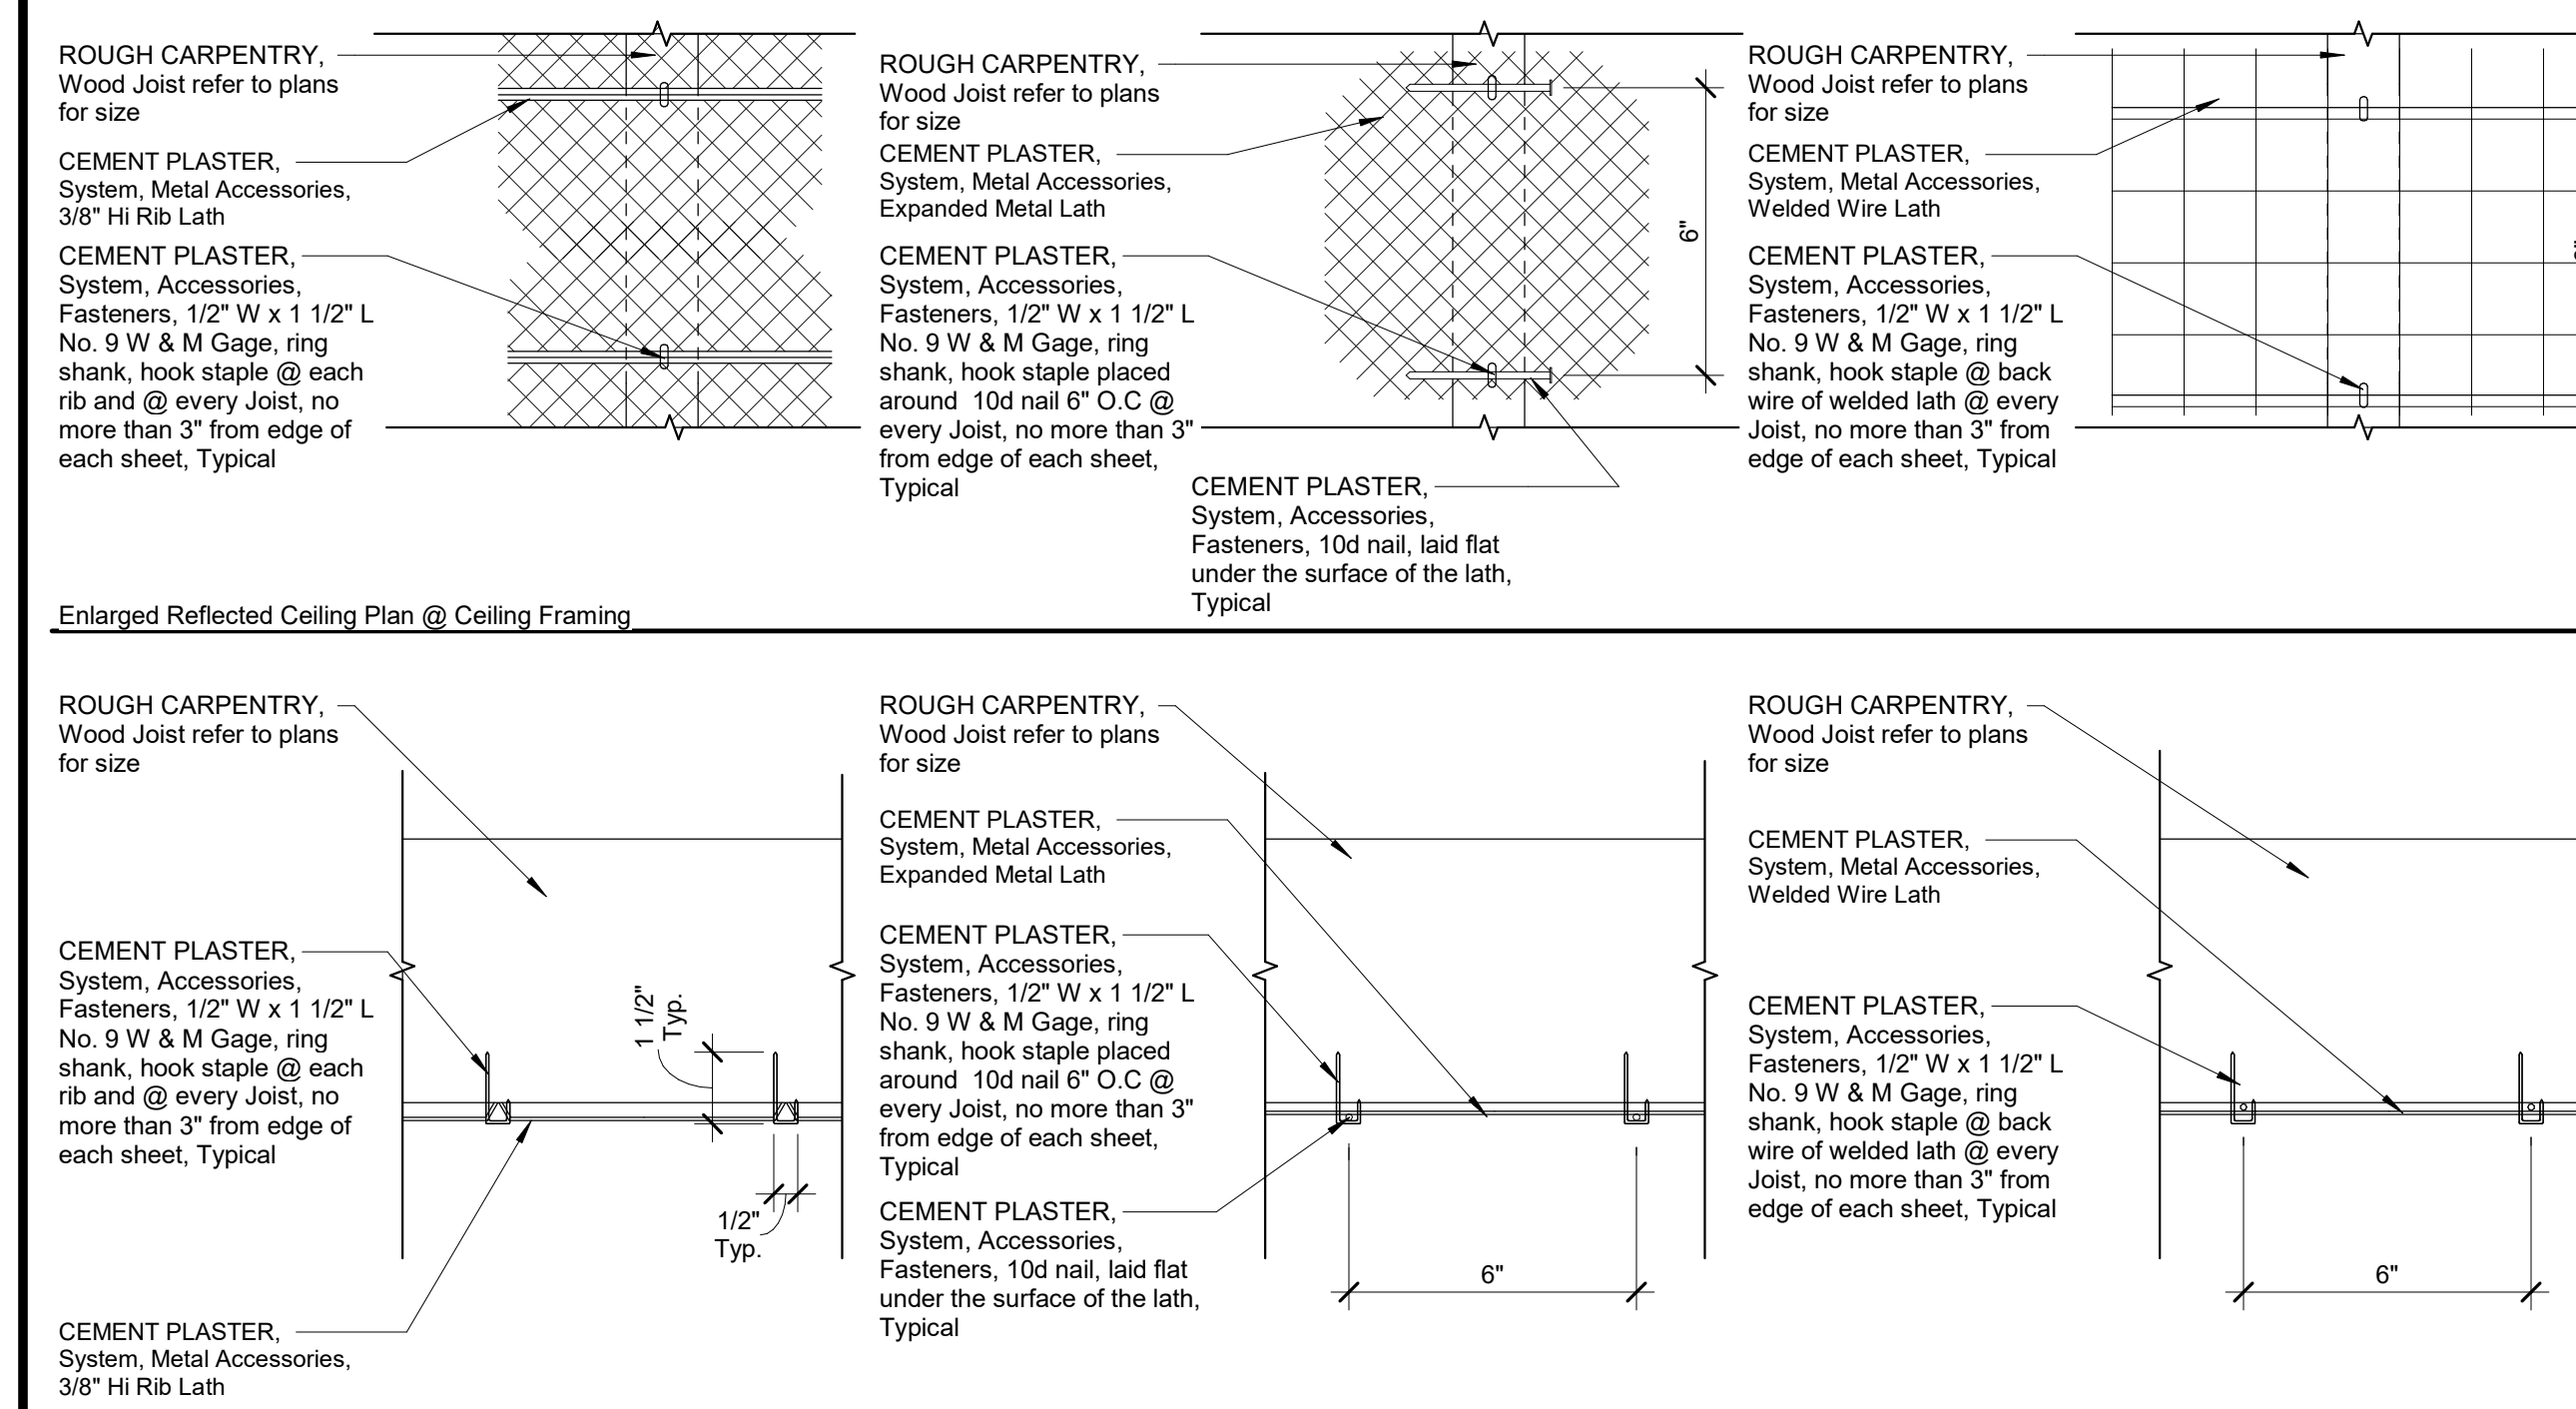 ROUGH CARPENTRY,
Wood Joist refer to plans
for size
CEMENT PLASTER,
System, Metal Accessories,
3/8" Hi Rib Lath
CEMENT PLASTER,
System, Accessories,
Fasteners, 1/2" W x 1 1/2" L
No. 9 W & M Gage, ring
shank, hook staple @ each
rib and @ every Joist, no
more than 3" from edge of
each sheet, Typical
ROUGH CARPENTRY,
Wood Joist refer to plans
for size
CEMENT PLASTER,
System, Metal Accessories,
Expanded Metal Lath
CEMENT PLASTER,
System, Accessories,
Fasteners, 1/2" W x 1 1/2" L
No. 9 W & M Gage, ring
shank, hook staple placed
around 10d nail 6" O.C @
every Joist, no more than 3"
from edge of each sheet,
Typical
6"
CEMENT PLASTER,
System, Accessories,
Fasteners, 10d nail, laid flat
under the surface of the lath,
Typical
ROUGH CARPENTRY,
Wood Joist refer to plans
for size
CEMENT PLASTER,
System, Metal Accessories,
Welded Wire Lath
CEMENT PLASTER,
System, Accessories,
Fasteners, 1/2" W x 1 1/2" L
No. 9 W & M Gage, ring
shank, hook staple @ back
wire of welded lath @ every
Joist, no more than 3" from
edge of each sheet, Typical
Enlarged Reflected Ceiling Plan @ Ceiling Framing
ROUGH CARPENTRY,
Wood Joist refer to plans
for size
CEMENT PLASTER,
System, Accessories,
Fasteners, 1/2" W x 1 1/2" L
No. 9 W & M Gage, ring
shank, hook staple @ each
rib and @ every Joist, no
more than 3" from edge of
each sheet, Typical
1 1/2"
Typ.
1/2"
Typ.
CEMENT PLASTER,
System, Metal Accessories,
3/8" Hi Rib Lath
ROUGH CARPENTRY,
Wood Joist refer to plans
for size
CEMENT PLASTER,
System, Metal Accessories,
Expanded Metal Lath
CEMENT PLASTER,
System, Accessories,
Fasteners, 1/2" W x 1 1/2" L
No. 9 W & M Gage, ring
shank, hook staple placed
around 10d nail 6" O.C @
every Joist, no more than 3"
from edge of each sheet,
Typical
CEMENT PLASTER,
System, Accessories,
Fasteners, 10d nail, laid flat
under the surface of the lath,
Typical
6"
ROUGH CARPENTRY,
Wood Joist refer to plans
for size
CEMENT PLASTER,
System, Metal Accessories,
Welded Wire Lath
CEMENT PLASTER,
System, Accessories,
Fasteners, 1/2" W x 1 1/2" L
No. 9 W & M Gage, ring
shank, hook staple @ back
wire of welded lath @ every
Joist, no more than 3" from
edge of each sheet, Typical
6"